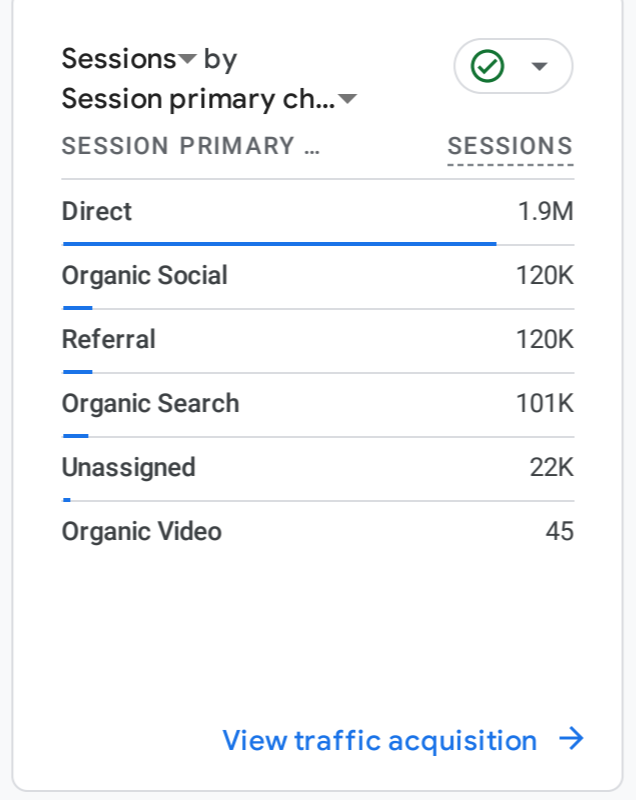 Sessions by
Session primary ch...
SESSION PRIMARY ... SESSIONS
Direct 1.9M
Organic Social 120K
Referral 120K
Organic Search 101K
Unassigned 22K
Organic Video 45
View traffic acquisition